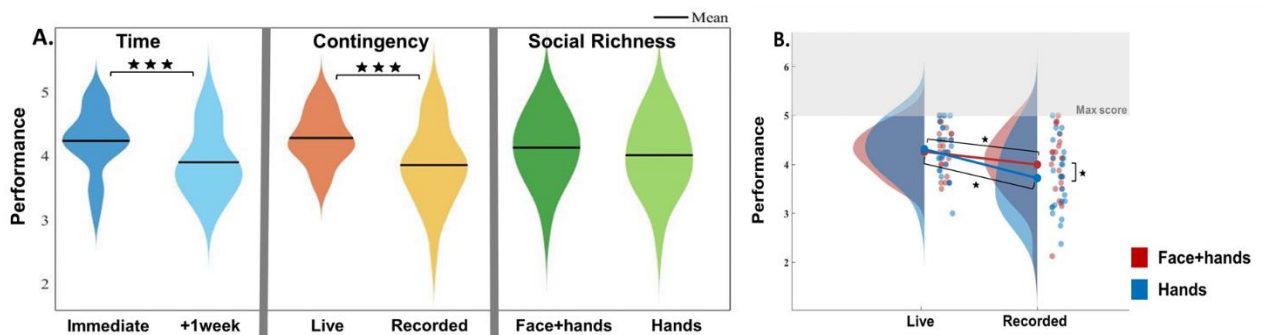 Mean
A.
Time
Contingency
Social Richness
★★★
★★★
Performance
5
4
3
2
Immediate
+1week
Live
Recorded
Face+hands
Hands
B.
Performance
6
5
4
3
2
Max score
★
★
★
Live
Recorded
Face+hands
Hands